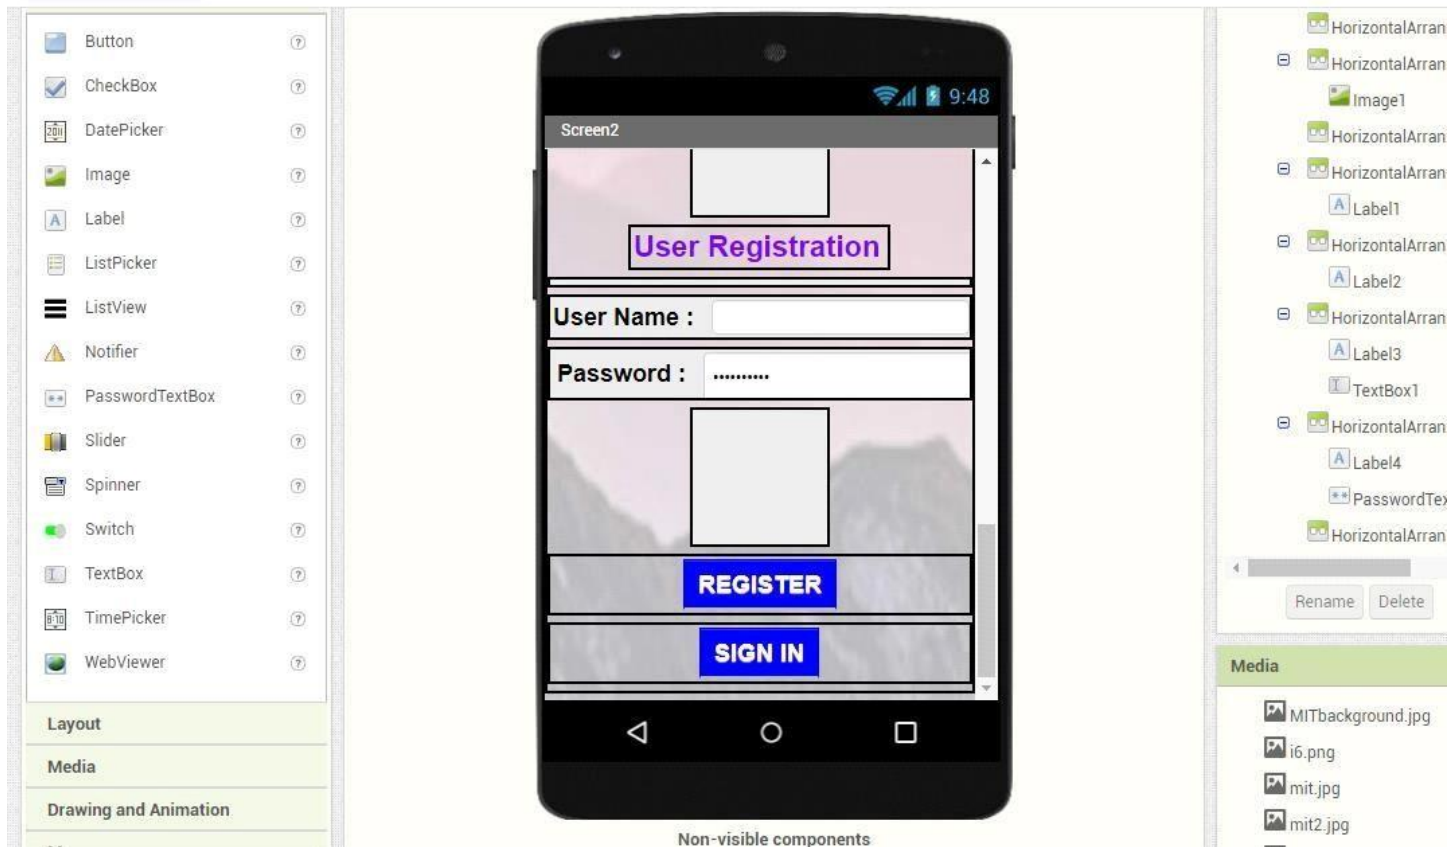 Button
CheckBox
DatePicker
Image
Label
ListPicker
ListView
Notifier
PasswordTextBox
Slider
Spinner
Switch
TextBox
TimePicker
WebViewer
Layout
Media
Drawing and Animation
9:48
Screen2
User Registration
User Name :
Password : ..........
REGISTER
SIGN IN
Non-visible components
HorizontalArran
HorizontalArran
Image1
HorizontalArran
HorizontalArran
Label1
HorizontalArran
Label2
HorizontalArran
Label3
TextBox1
HorizontalArran
Label4
PasswordTex
HorizontalArran
Rename Delete
Media
MITbackground.jpg
i6.png
mit.jpg
mit2.jpg